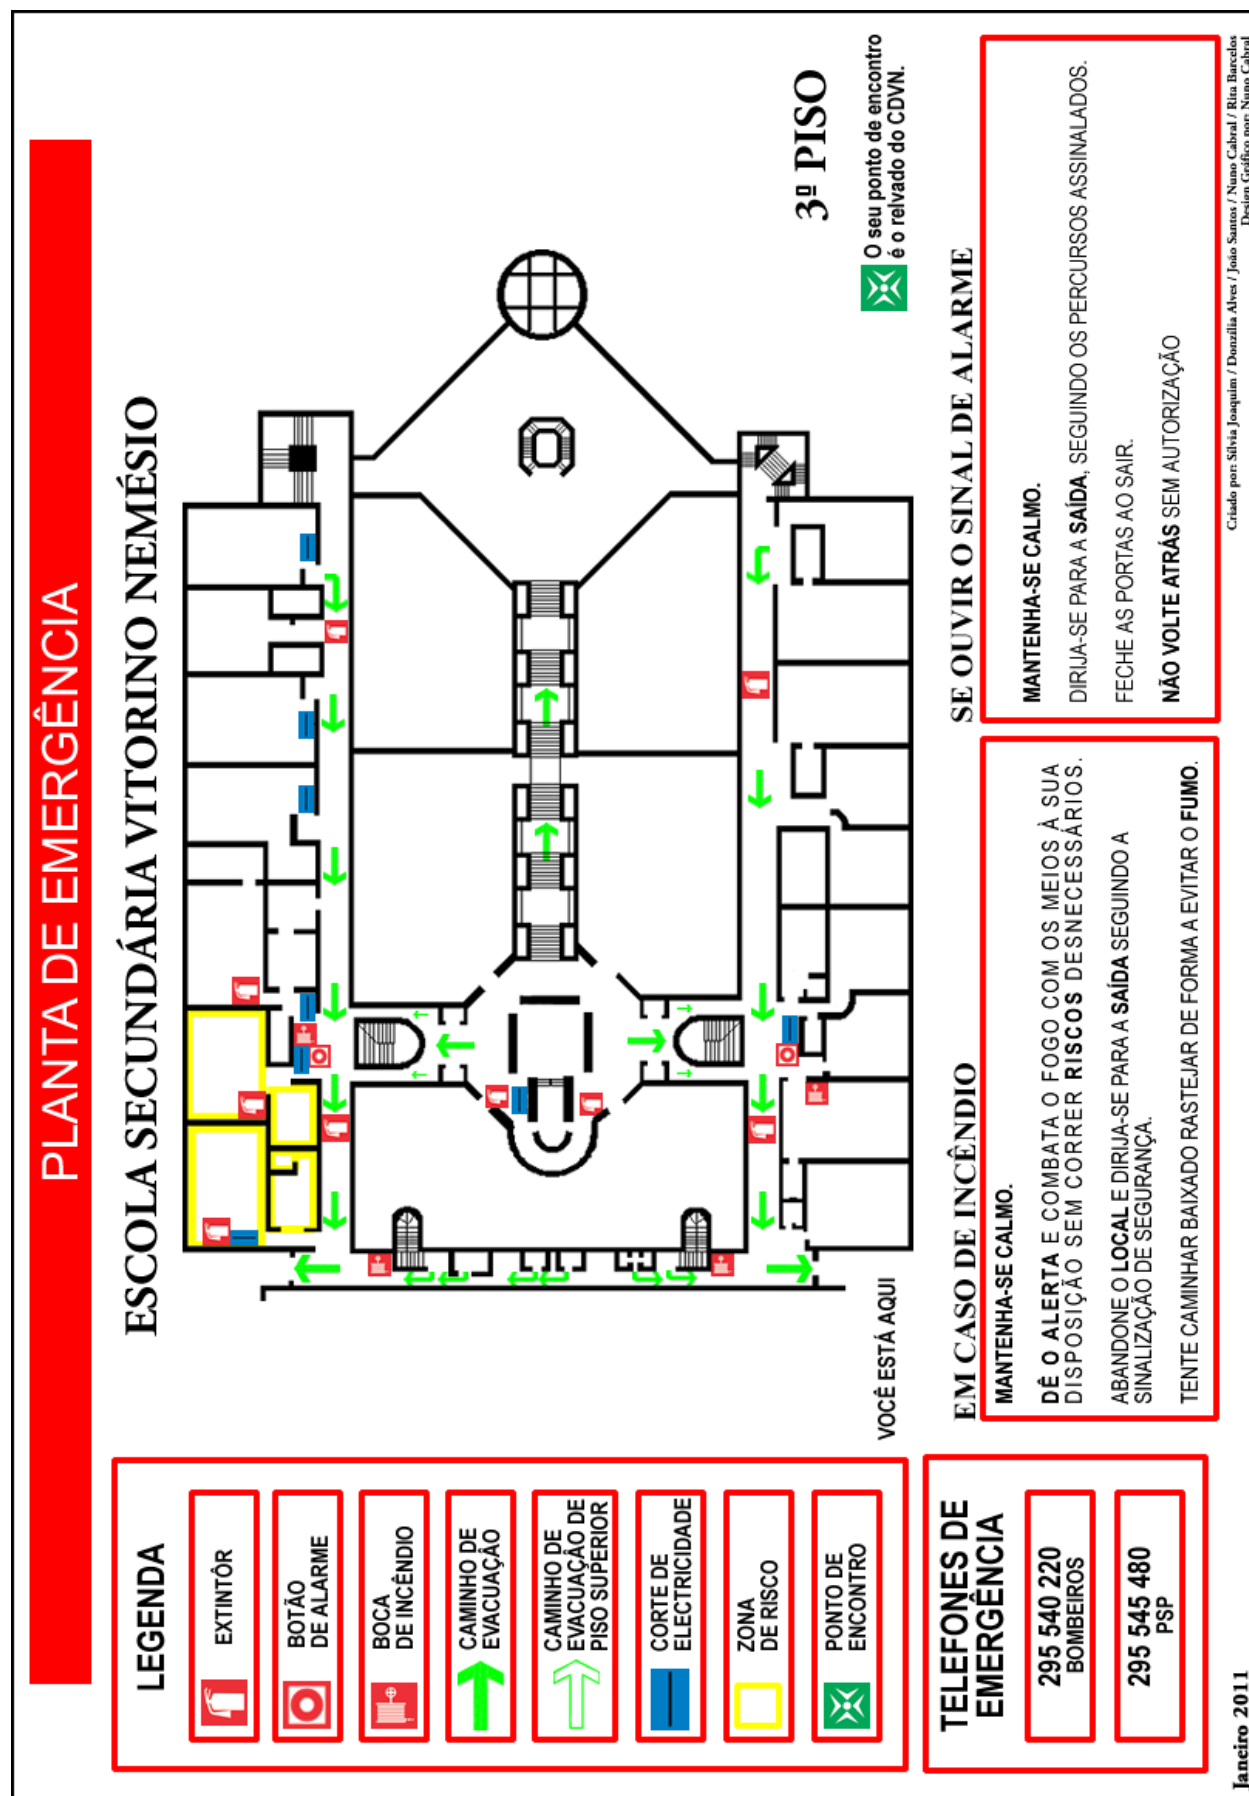 PLANTA DE EMERGÊNCIA
ESCOLA SECUNDÁRIA VITORINO NEMÉSIO
3º PISO
O seu ponto de encontro
é o relvado do CDVN.
VOCÊ ESTÁ AQUI
LEGENDA
EXTINTÔR
BOTÃO
DE ALARME
BOCA
DE INCÊNDIO
CAMINHO DE
EVACUAÇÃO
CAMINHO DE
EVACUAÇÃO DE
PISO SUPERIOR
CORTE DE
ELECTRICIDADE
ZONA
DE RISCO
PONTO DE
ENCONTRO
TELEFONES DE
EMERGÊNCIA
295 540 220
BOMBEIROS
295 545 480
PSP
EM CASO DE INCÊNDIO
MANTENHA-SE CALMO.
DÊ O ALERTA E COMBATA O FOGO COM OS MEIOS À SUA
DISPOSIÇÃO SEM CORRER RISCOS DESNECESSÁRIOS.
ABANDONE O LOCAL E DIRIJA-SE PARA A SAÍDA SEGUINDO A
SINALIZAÇÃO DE SEGURANÇA.
TENTE CAMINHAR BAIXADO RASTEJAR DE FORMA A EVITAR O FUMO.
SE OUVIR O SINAL DE ALARME
MANTENHA-SE CALMO.
DIRIJA-SE PARA A SAÍDA, SEGUINDO OS PERCURSOS ASSINALADOS.
FECHE AS PORTAS AO SAIR.
NÃO VOLTE ATRÁS SEM AUTORIZAÇÃO
Janeiro 2011
Criado por: Sílvia Joaquim / Donzília Alves / João Santos / Nuno Cabral / Rita Barcelos
Design Gráfico por: Nuno Cabral